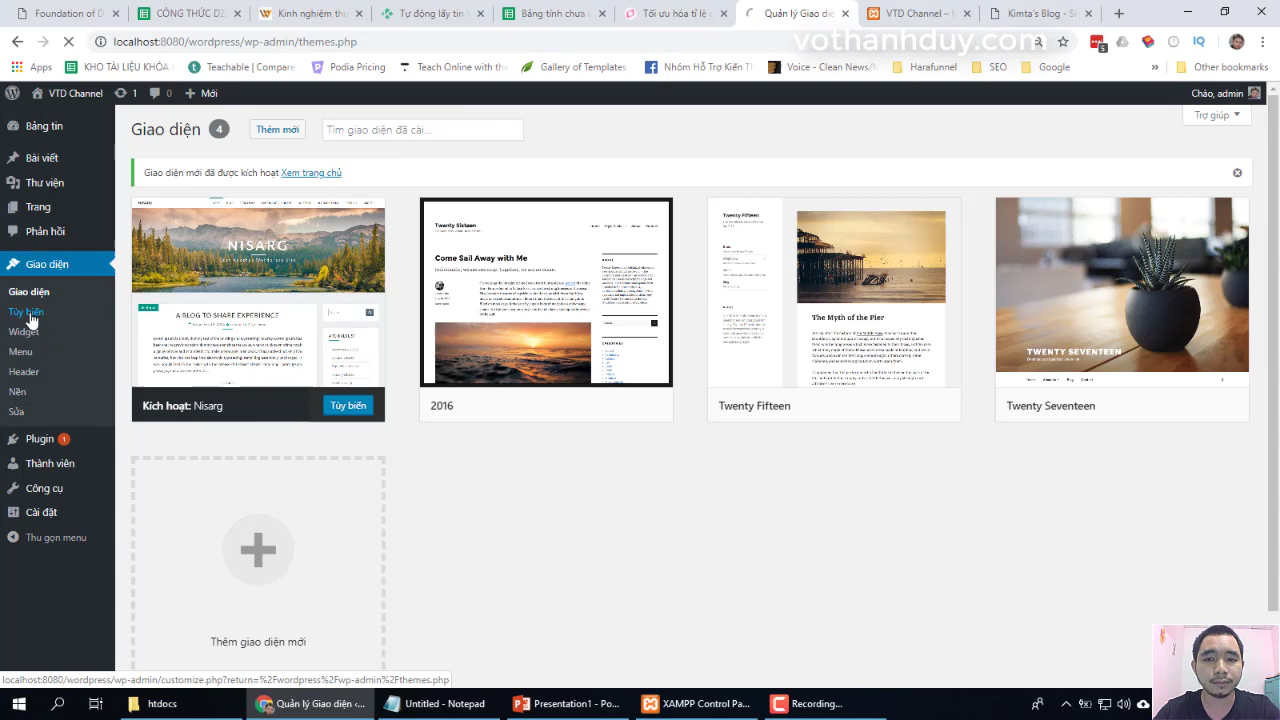 Foundation of D
CÔNG THỨC DZ
Kinh nghiệm thu
Tự động lấy tin
Bảng tính chưa
Tối ưu hóa tỉ lệ
Quản lý Giao diệ
VTD Channel –
Kimta's Blog - S
localhost:8080/wordpress/wp-admin/themes.php
vothanhduy.com
Apps
KHO TÀI LIỆU KHÓA
Teachable | Compare
Podia Pricing
Teach Online with the
Gallery of Templates
Nhóm Hỗ Trợ Kiến Th
Voice - Clean News/
Harafunnel
SEO
Google
Other bookmarks
VTD Channel
1
0
Mới
Chào, admin
Bảng tin
Bài viết
Thư viện
Trang
Giao diện
Tùy biến
Widget
Menu
Header
Nền
Sửa
Plugin 1
Thành viên
Công cụ
Cài đặt
Thu gọn menu
Giao diện 4
Thêm mới
Tìm giao diện đã cài...
Trợ giúp
Giao diện mới đã được kích hoạt Xem trang chủ
NISARG
A BLOG TO SHARE EXPERIENCE
Kích hoạt: Nisarg
Tùy biến
Twenty Sixteen
Come Sail Away with Me
2016
Twenty Fifteen
The Myth of the Pier
Twenty Fifteen
TWENTY SEVENTEEN
Twenty Seventeen
Thêm giao diện mới
localhost:8080/wordpress/wp-admin/customize.php?return=%2Fwordpress%2Fwp-admin%2Fthemes.php
htdocs
Quản lý Giao diện ‹...
Untitled - Notepad
Presentation1 - Po...
XAMPP Control Pa...
Recording...